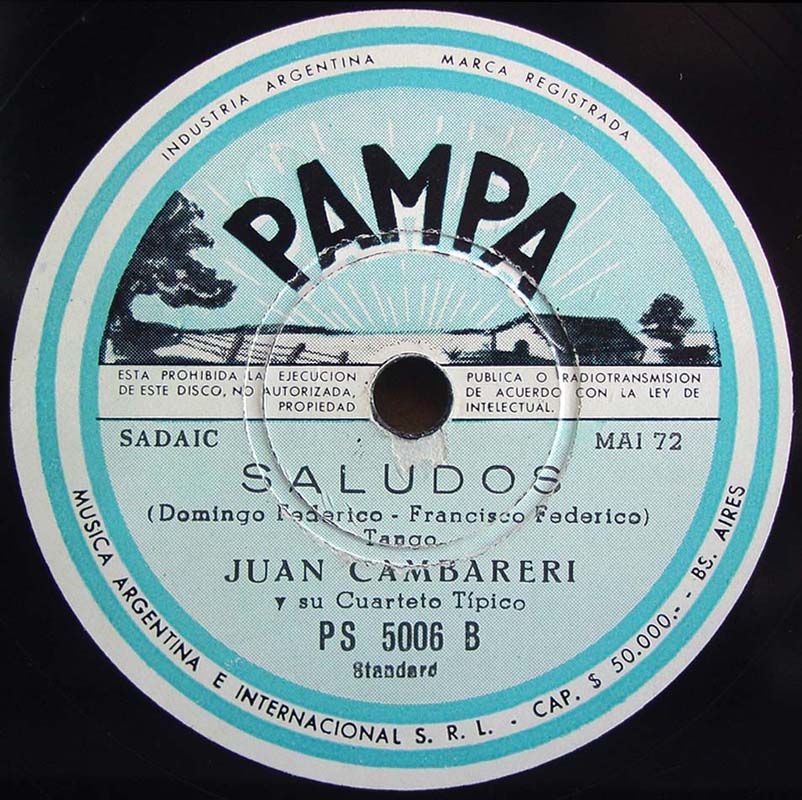 INDUSTRIA ARGENTINA MARCA REGISTRADA
PAMPA
ESTA PROHIBIDA LA EJECUCION PUBLICA O RADIOTRANSMISION
DE ESTE DISCO, NO AUTORIZADA, DE ACUERDO CON LA LEY DE
PROPIEDAD INTELECTUAL.
SADAIC MAI 72
SALUDOS
(Domingo Federico - Francisco Federico)
Tango
JUAN CAMBARERI
y su Cuarteto Típico
PS 5006 B
Standard
MUSICA ARGENTINA E INTERNACIONAL S. R. L. - CAP. $ 50.000.- - BS. AIRES